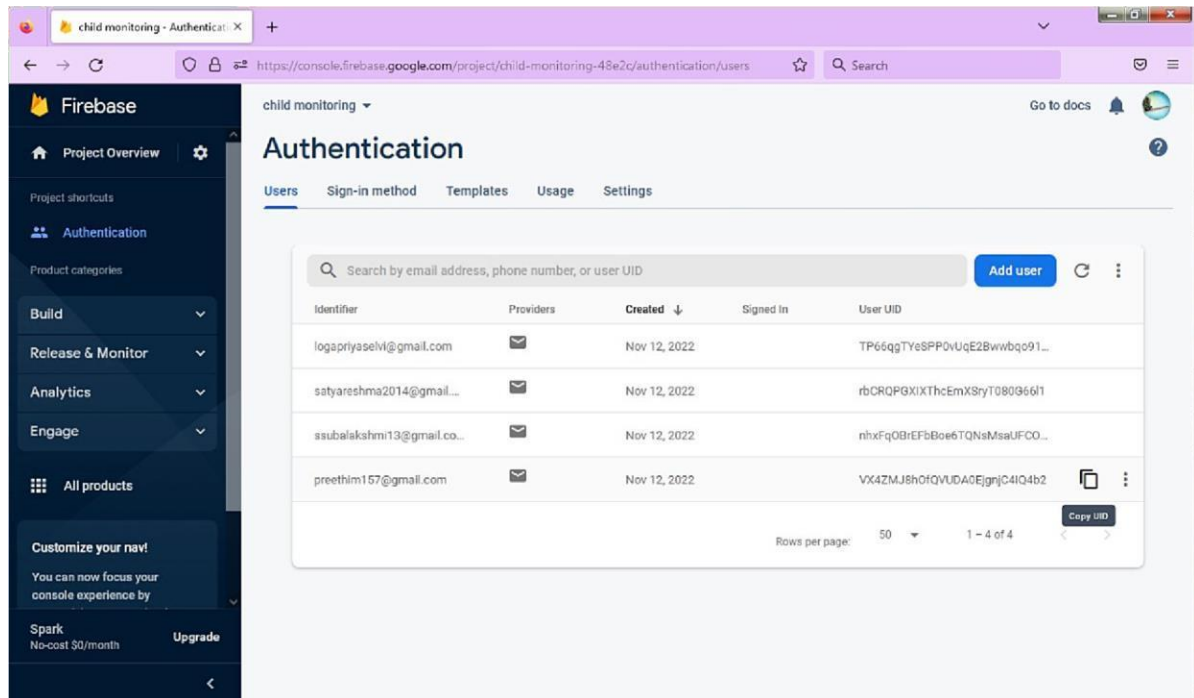 child monitoring - Authenticati
https://console.firebase.google.com/project/child-monitoring-48e2c/authentication/users
Search
Firebase
child monitoring
Go to docs
Project Overview
Authentication
Project shortcuts
Users Sign-in method Templates Usage Settings
Authentication
Product categories
Search by email address, phone number, or user UID
Add user
Build
Identifier Providers Created Signed In User UID
Release & Monitor
logapriyaselvi@gmail.com Nov 12, 2022
Analytics
satyareshma2014@gmail.... Nov 12, 2022
Engage
ssubalakshmi13@gmail.co... Nov 12, 2022
All products
preethim157@gmail.com Nov 12, 2022
Copy UID
Rows per page: 50 1 – 4 of 4
Customize your nav!
You can now focus your
console experience by
Spark
No-cost $0/month
Upgrade